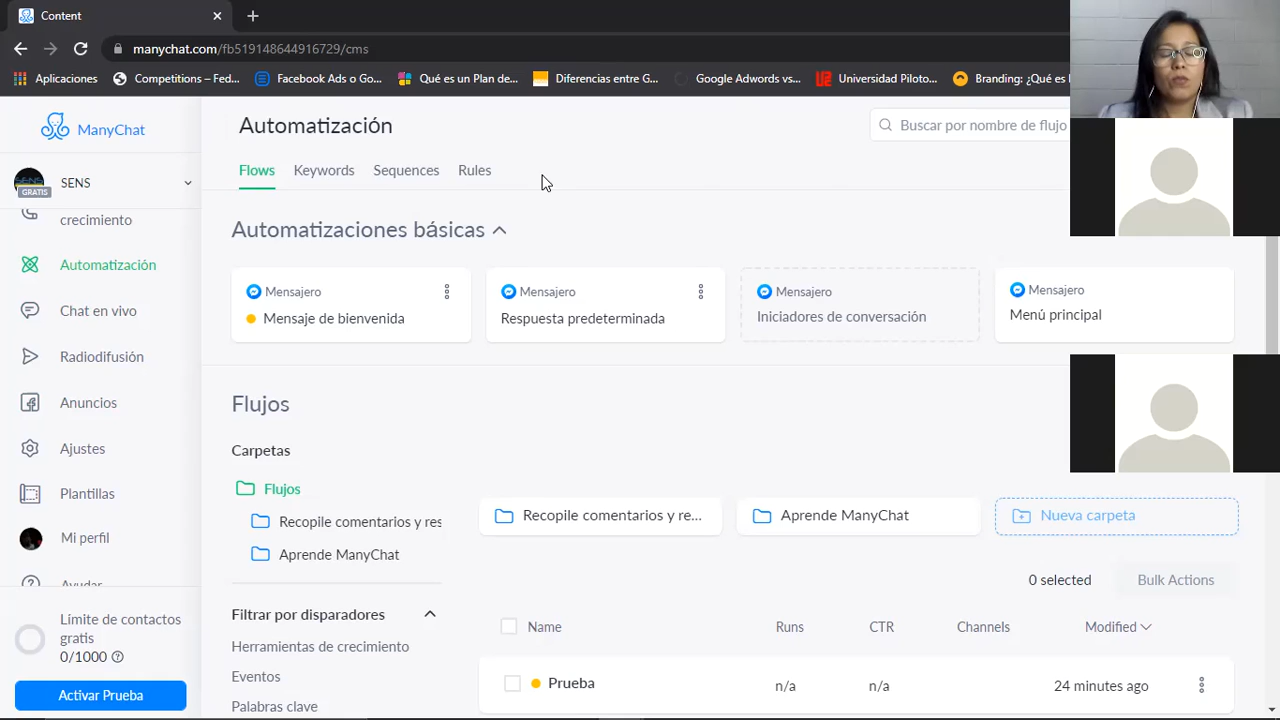 Content
manychat.com/fb519148644916729/cms
Aplicaciones
Competitions – Fed...
Facebook Ads o Go...
Qué es un Plan de...
Diferencias entre G...
Google Adwords vs...
Universidad Piloto...
Branding: ¿Qué es
ManyChat
SENS
GRATIS
crecimiento
Automatización
Chat en vivo
Radiodifusión
Anuncios
Ajustes
Plantillas
Mi perfil
Ayudar
Límite de contactos
gratis
0/1000
Activar Prueba
Automatización
Buscar por nombre de flujo
Flows Keywords Sequences Rules
Automatizaciones básicas
Mensajero
Mensaje de bienvenida
Mensajero
Respuesta predeterminada
Mensajero
Iniciadores de conversación
Mensajero
Menú principal
Flujos
Carpetas
Flujos
Recopile comentarios y res
Aprende ManyChat
Recopile comentarios y re...
Aprende ManyChat
Nueva carpeta
0 selected
Bulk Actions
Filtrar por disparadores
Herramientas de crecimiento
Eventos
Palabras clave
Name Runs CTR Channels Modified
Prueba n/a n/a 24 minutes ago